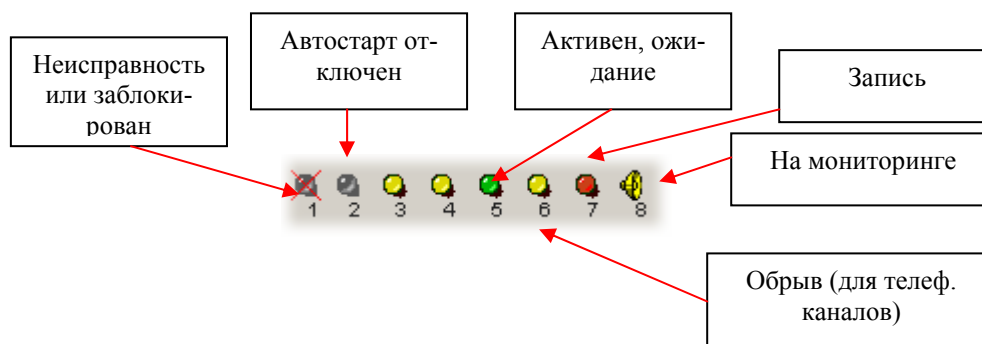 Неисправность
или заблоки-
рован
Автостарт от-
ключен
Активен, ожи-
дание
Запись
На мониторинге
1 2 3 4 5 6 7 8
Обрыв (для телеф.
каналов)